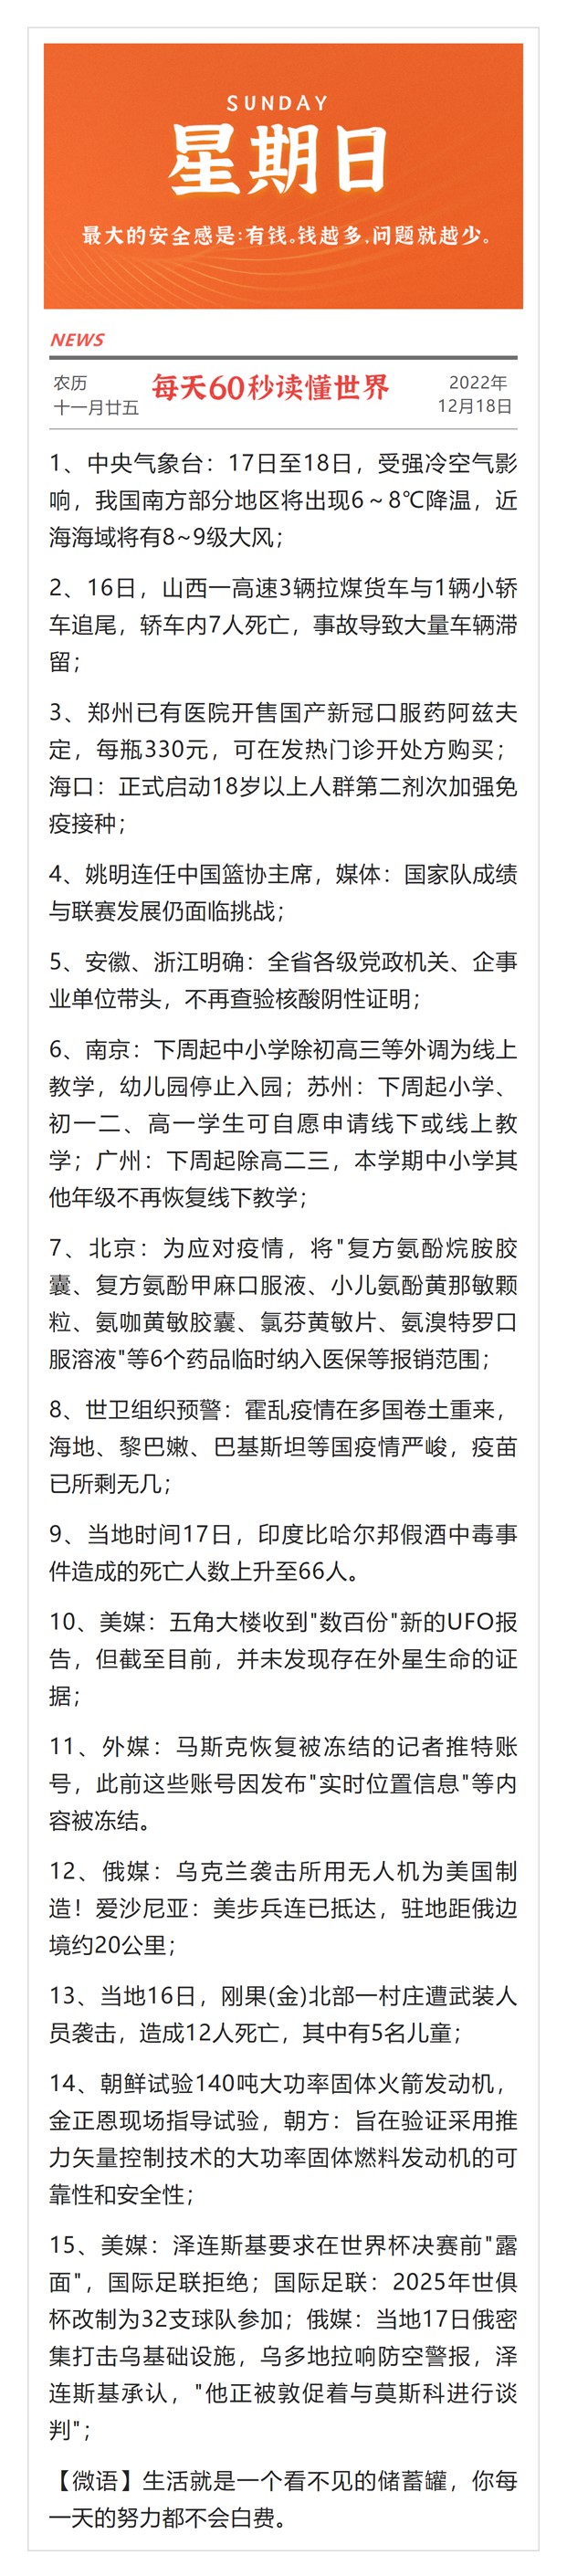 SUNDAY
星期日
最大的安全感是:有钱。钱越多,问题就越少。
NEWS
农历
十一月廿五
每天60秒读懂世界
2022年
12月18日
1、中央气象台：17日至18日，受强冷空气影
响，我国南方部分地区将出现6～8℃降温，近
海海域将有8~9级大风；
2、16日，山西一高速3辆拉煤货车与1辆小轿
车追尾，轿车内7人死亡，事故导致大量车辆滞
留；
3、郑州已有医院开售国产新冠口服药阿兹夫
定，每瓶330元，可在发热门诊开处方购买；
海口：正式启动18岁以上人群第二剂次加强免
疫接种；
4、姚明连任中国篮协主席，媒体：国家队成绩
与联赛发展仍面临挑战；
5、安徽、浙江明确：全省各级党政机关、企事
业单位带头，不再查验核酸阴性证明；
6、南京：下周起中小学除初高三等外调为线上
教学，幼儿园停止入园；苏州：下周起小学、
初一二、高一学生可自愿申请线下或线上教
学；广州：下周起除高二三，本学期中小学其
他年级不再恢复线下教学；
7、北京：为应对疫情，将"复方氨酚烷胺胶
囊、复方氨酚甲麻口服液、小儿氨酚黄那敏颗
粒、氨咖黄敏胶囊、氯芬黄敏片、氨溴特罗口
服溶液"等6个药品临时纳入医保等报销范围；
8、世卫组织预警：霍乱疫情在多国卷土重来，
海地、黎巴嫩、巴基斯坦等国疫情严峻，疫苗
已所剩无几；
9、当地时间17日，印度比哈尔邦假酒中毒事
件造成的死亡人数上升至66人。
10、美媒：五角大楼收到"数百份"新的UFO报
告，但截至目前，并未发现存在外星生命的证
据；
11、外媒：马斯克恢复被冻结的记者推特账
号，此前这些账号因发布"实时位置信息"等内
容被冻结。
12、俄媒：乌克兰袭击所用无人机为美国制
造！爱沙尼亚：美步兵连已抵达，驻地距俄边
境约20公里；
13、当地16日，刚果(金)北部一村庄遭武装人
员袭击，造成12人死亡，其中有5名儿童；
14、朝鲜试验140吨大功率固体火箭发动机，
金正恩现场指导试验，朝方：旨在验证采用推
力矢量控制技术的大功率固体燃料发动机的可
靠性和安全性；
15、美媒：泽连斯基要求在世界杯决赛前"露
面"，国际足联拒绝；国际足联：2025年世俱
杯改制为32支球队参加；俄媒：当地17日俄密
集打击乌基础设施，乌多地拉响防空警报，泽
连斯基承认，"他正被敦促着与莫斯科进行谈
判"；
【微语】生活就是一个看不见的储蓄罐，你每
一天的努力都不会白费。